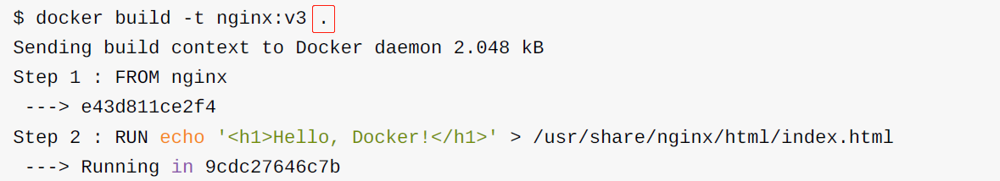 $ docker build -t nginx:v3 .
Sending build context to Docker daemon 2.048 kB
Step 1 : FROM nginx
---> e43d811ce2f4
Step 2 : RUN echo '<h1>Hello, Docker!</h1>' > /usr/share/nginx/html/index.html
---> Running in 9cdc27646c7b